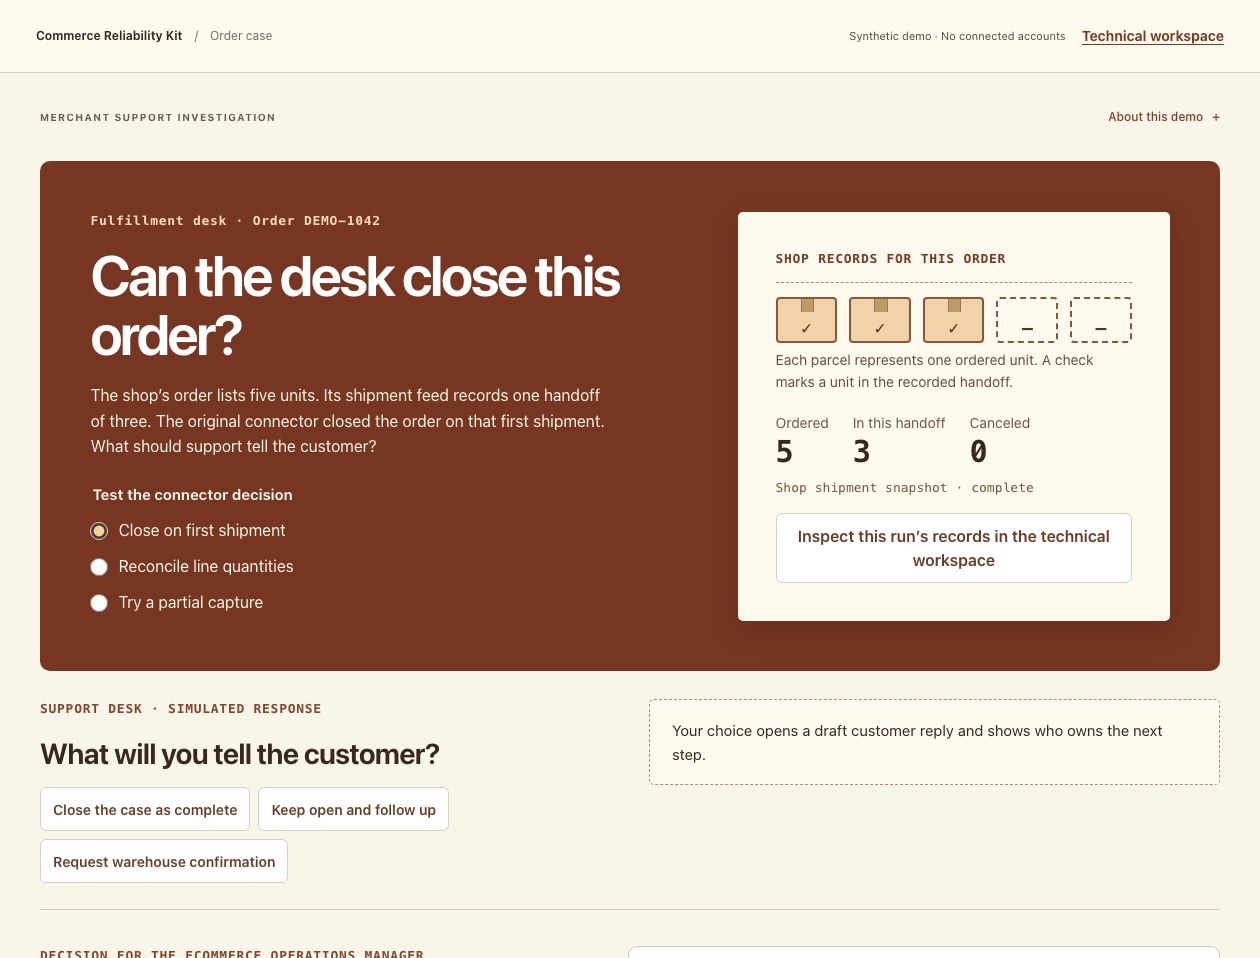 Commerce Reliability Kit / Order case
Synthetic demo · No connected accounts
Technical workspace
MERCHANT SUPPORT INVESTIGATION
About this demo +
Fulfillment desk · Order DEMO–1042
Can the desk close this
order?
The shop’s order lists five units. Its shipment feed records one handoff
of three. The original connector closed the order on that first shipment.
What should support tell the customer?
Test the connector decision
Close on first shipment
Reconcile line quantities
Try a partial capture
SHOP RECORDS FOR THIS ORDER
✓ ✓ ✓ – –
Each parcel represents one ordered unit. A check
marks a unit in the recorded handoff.
Ordered In this handoff Canceled
5 3 0
Shop shipment snapshot · complete
Inspect this run’s records in the technical
workspace
SUPPORT DESK · SIMULATED RESPONSE
What will you tell the customer?
Close the case as complete
Keep open and follow up
Request warehouse confirmation
Your choice opens a draft customer reply and shows who owns the next
step.
DECISION FOR THE ECOMMERCE OPERATIONS MANAGER